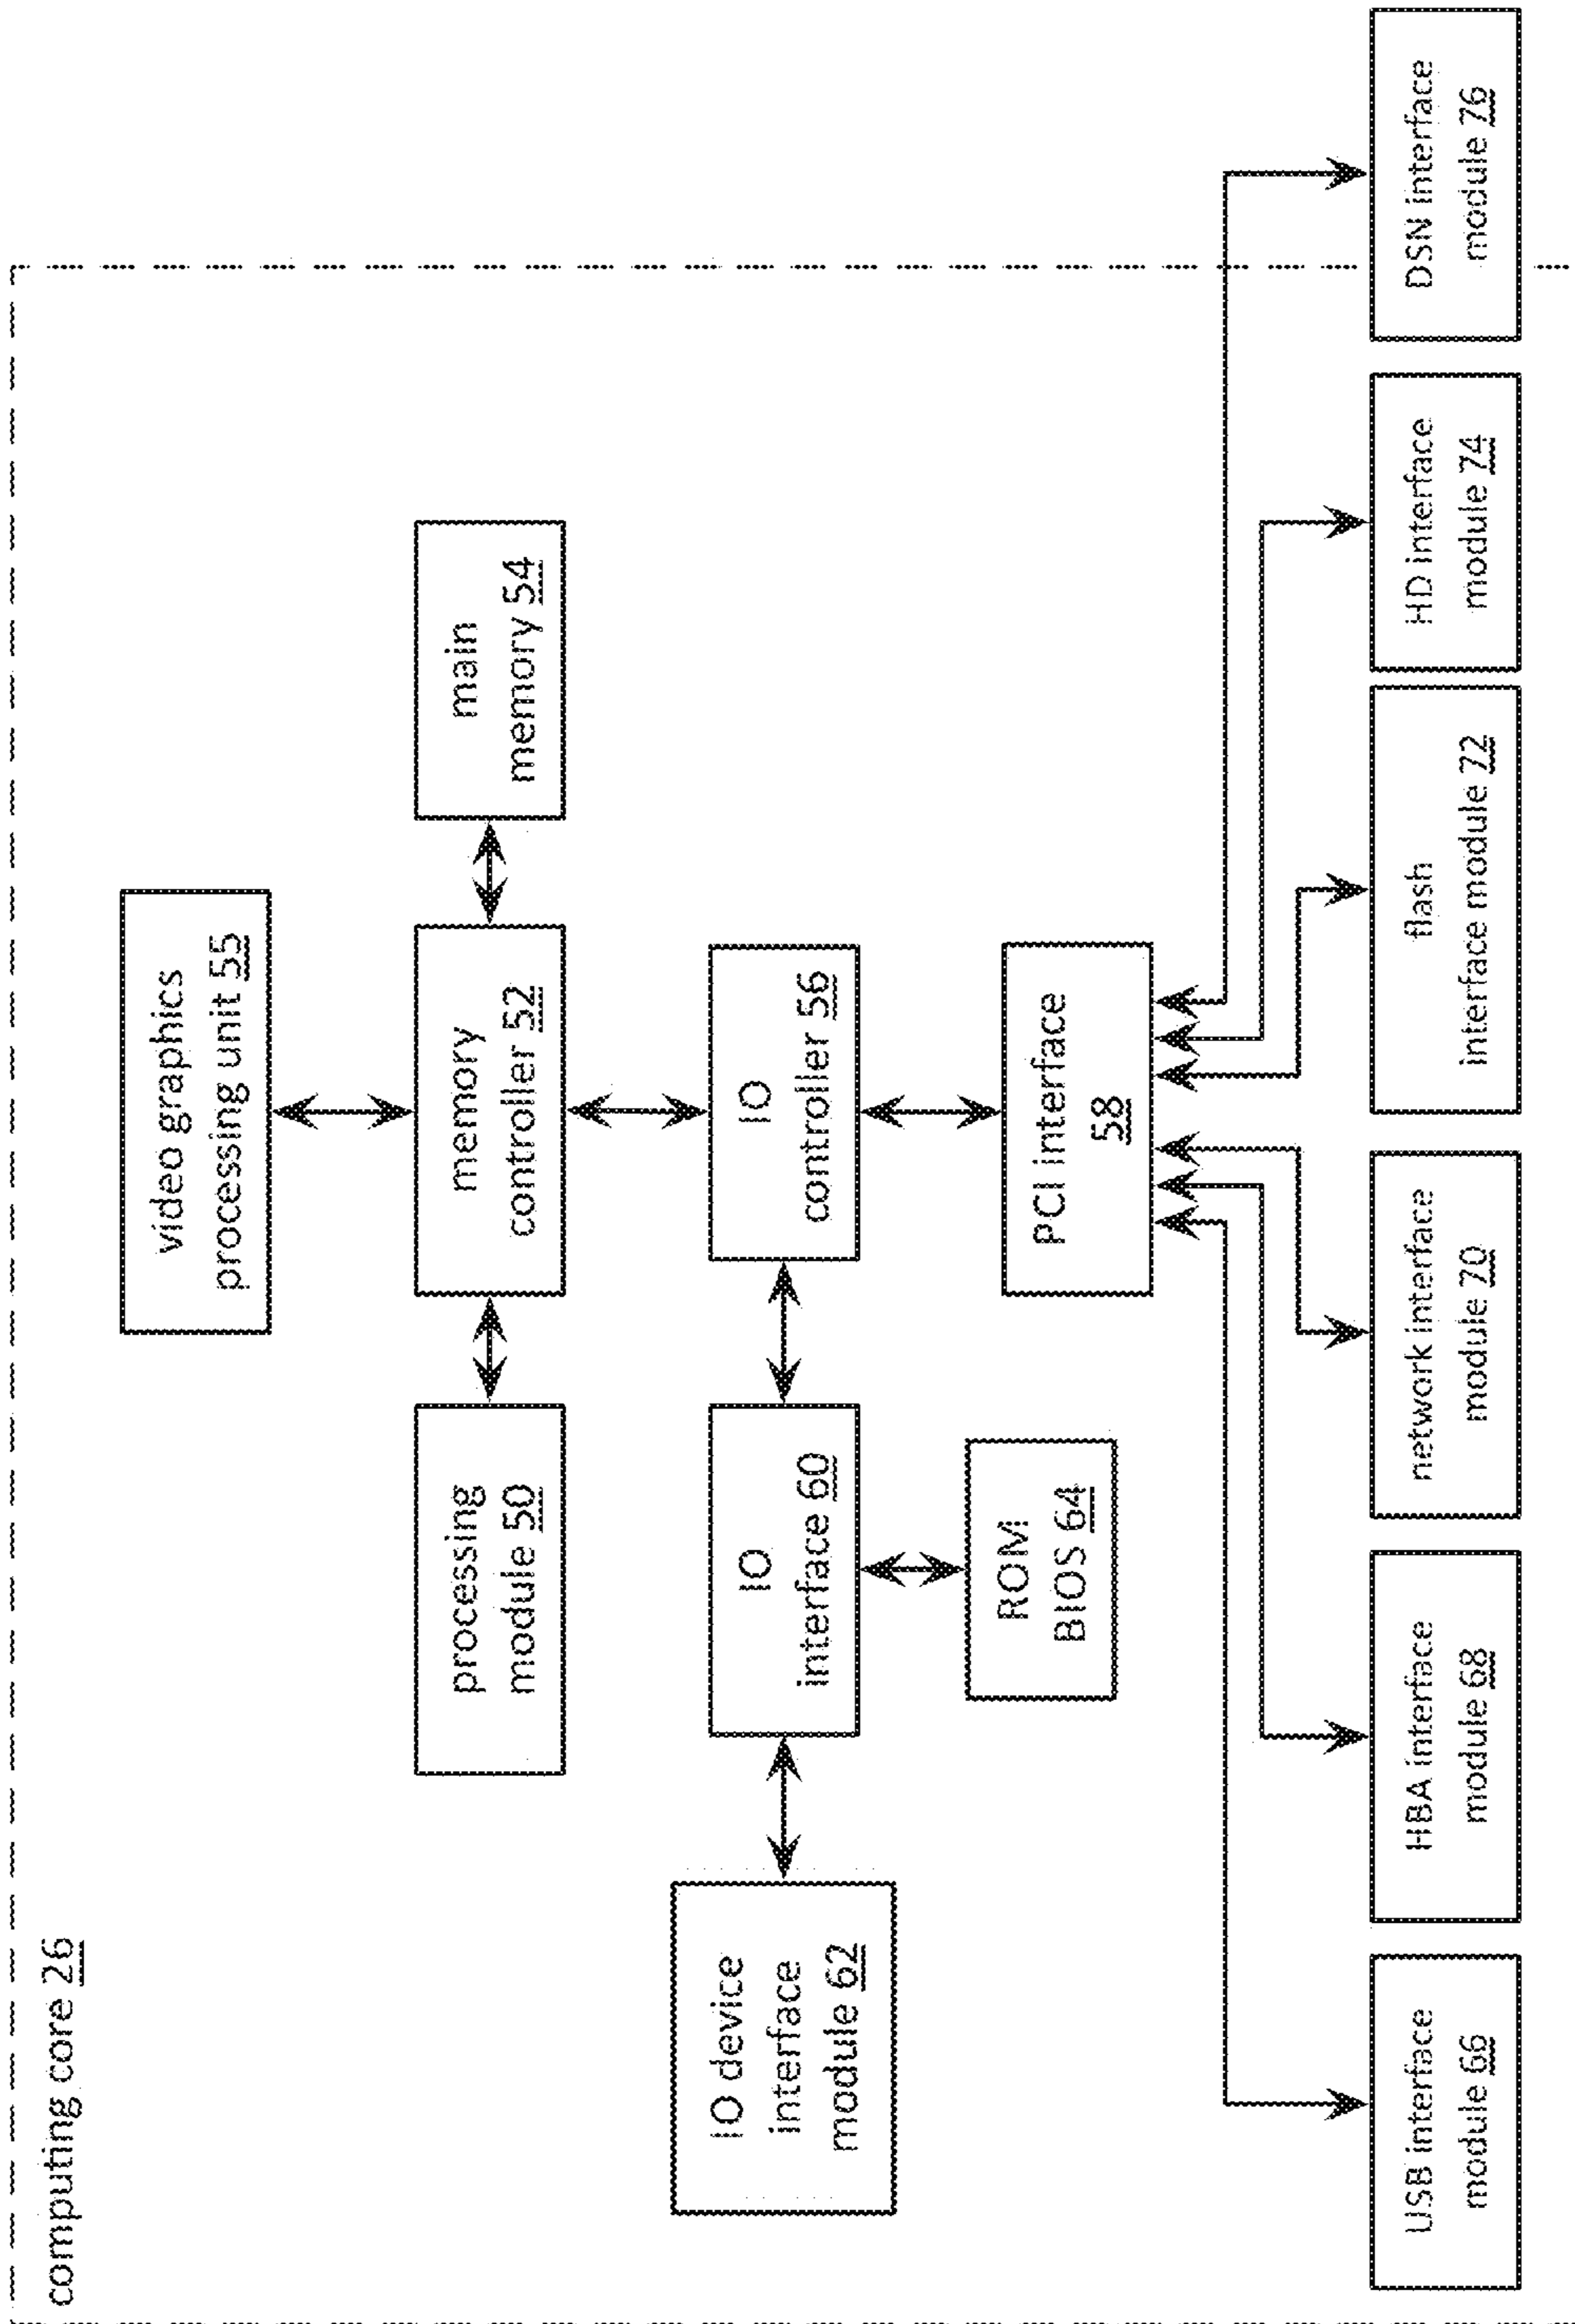 computing core 26
video graphics
processing unit 55
processing
module 50
memory
controller 52
main
memory 54
IO device
interface
module 62
IO
interface 60
IO
controller 56
ROM
BIOS 64
PCI interface
58
USB interface
module 66
HBA interface
module 68
network interface
module 70
flash
interface module 72
HD interface
module 74
DSN interface
module 76